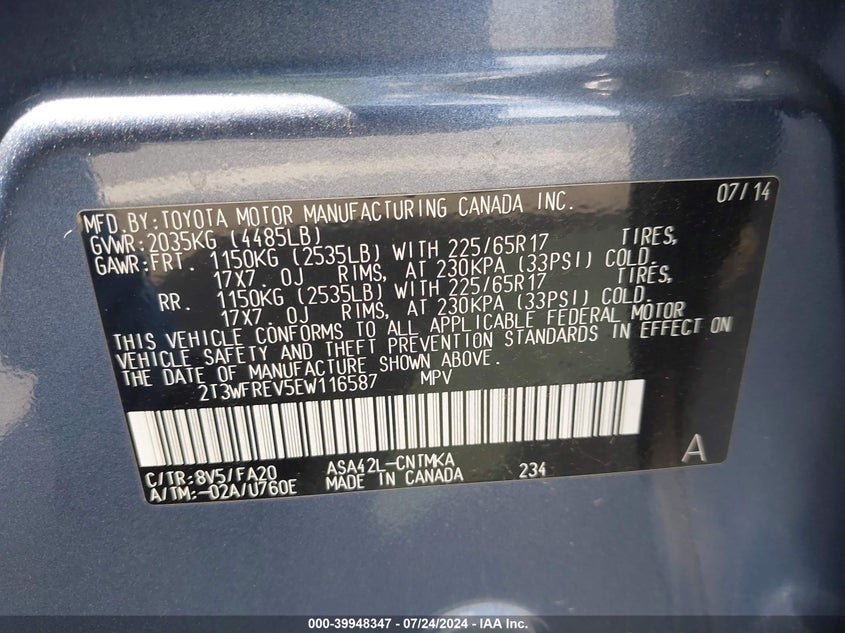 MFD. BY: TOYOTA MOTOR MANUFACTURING CANADA INC. 07/14
GVWR: 2035KG (4485LB)
GAWR: FRT. 1150KG (2535LB) WITH 225/65R17 TIRES,
17X7.0J RIMS, AT 230KPA (33PSI) COLD.
RR. 1150KG (2535LB) WITH 225/65R17 TIRES,
17X7.0J RIMS, AT 230KPA (33PSI) COLD.
THIS VEHICLE CONFORMS TO ALL APPLICABLE FEDERAL MOTOR
VEHICLE SAFETY AND THEFT PREVENTION STANDARDS IN EFFECT ON
THE DATE OF MANUFACTURE SHOWN ABOVE.
2T3WFREV5EW116587 MPV
C/TR: 8V5/FA20 ASA42L-CNTMKA A
A/TM: -02A/U760E MADE IN CANADA 234
000-39948347 - 07/24/2024 - IAA Inc.